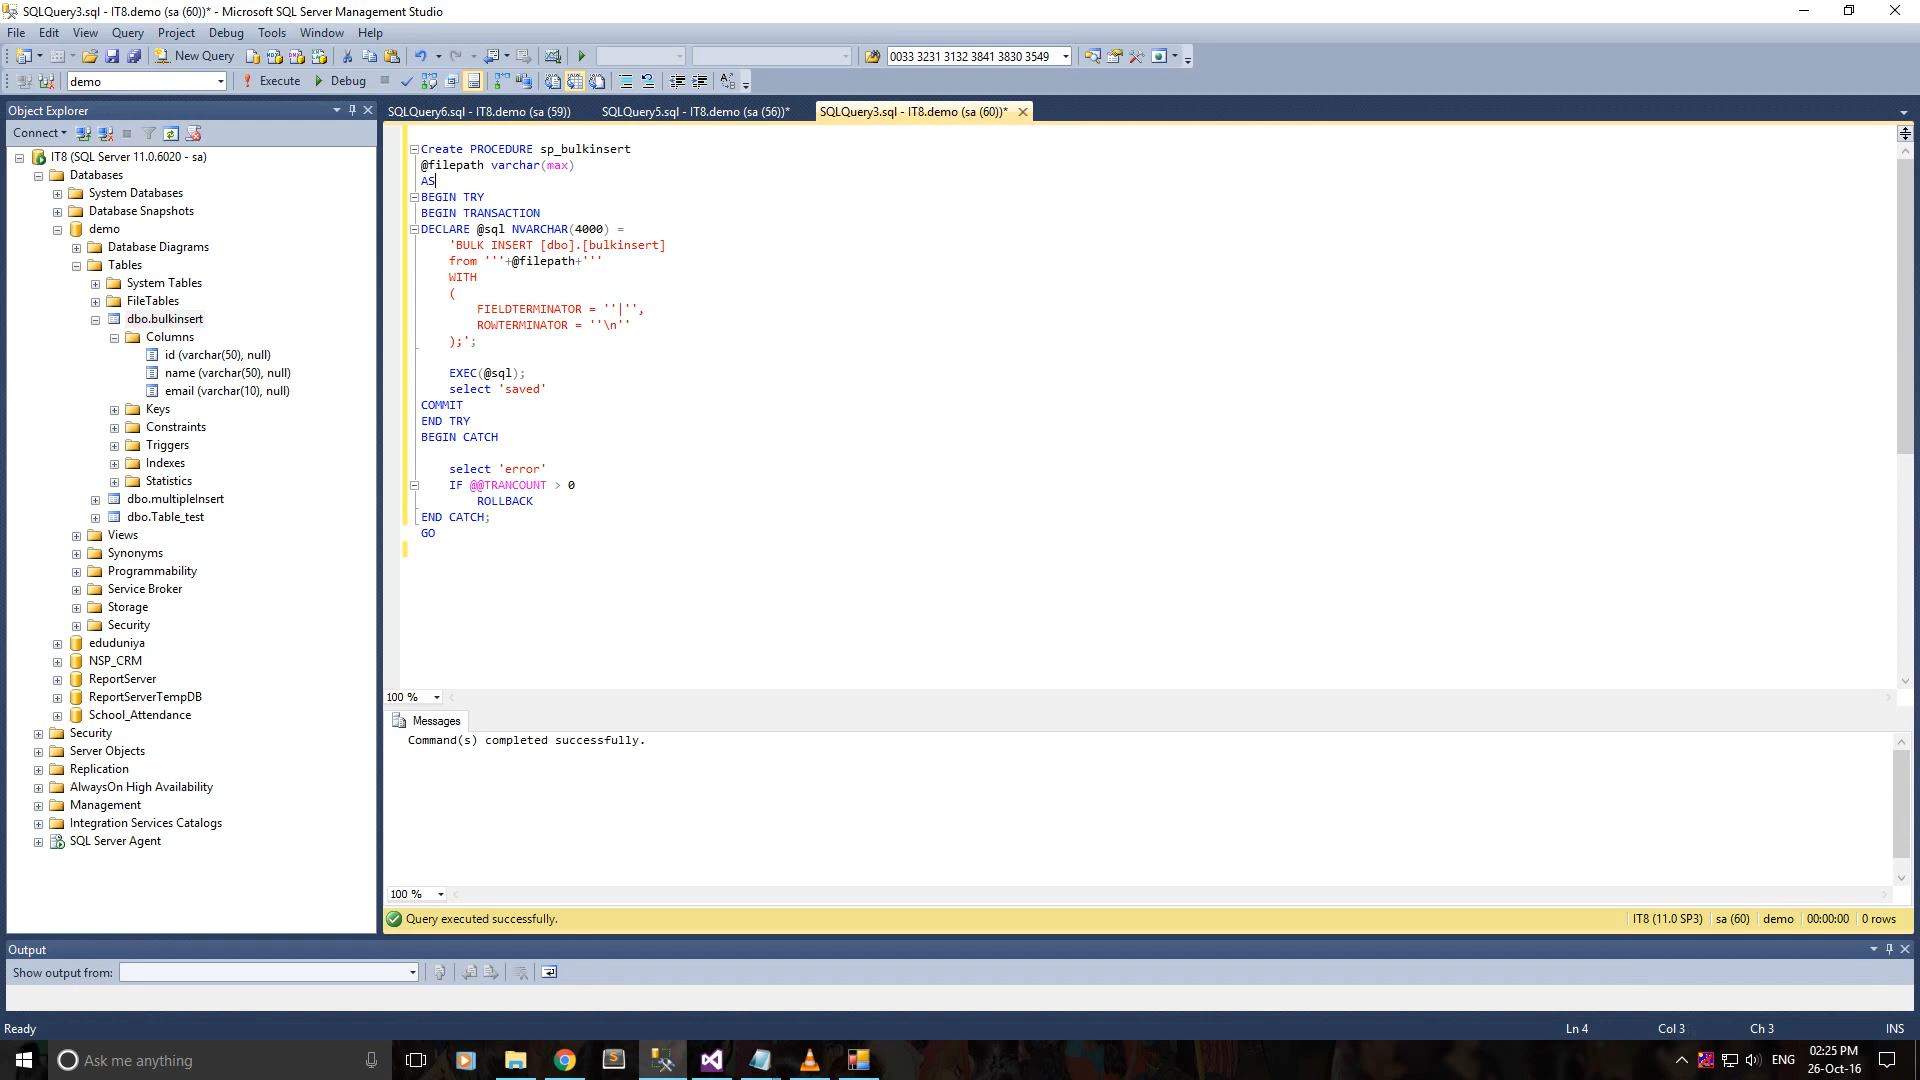 SQLQuery3.sql - IT8.demo (sa (60))* - Microsoft SQL Server Management Studio
File Edit View Query Project Debug Tools Window Help
New Query 0033 3231 3132 3841 3830 3549
demo Execute Debug
Object Explorer
SQLQuery6.sql - IT8.demo (sa (59)) SQLQuery5.sql - IT8.demo (sa (56))* SQLQuery3.sql - IT8.demo (sa (60))*
Connect
IT8 (SQL Server 11.0.6020 - sa)
Databases
System Databases
Database Snapshots
demo
Database Diagrams
Tables
System Tables
FileTables
dbo.bulkinsert
Columns
id (varchar(50), null)
name (varchar(50), null)
email (varchar(10), null)
Keys
Constraints
Triggers
Indexes
Statistics
dbo.multipleInsert
dbo.Table_test
Views
Synonyms
Programmability
Service Broker
Storage
Security
eduduniya
NSP_CRM
ReportServer
ReportServerTempDB
School_Attendance
Security
Server Objects
Replication
AlwaysOn High Availability
Management
Integration Services Catalogs
SQL Server Agent
Create PROCEDURE sp_bulkinsert
@filepath varchar(max)
AS
BEGIN TRY
BEGIN TRANSACTION
DECLARE @sql NVARCHAR(4000) =
'BULK INSERT [dbo].[bulkinsert]
from '''+@filepath+'''
WITH
(
FIELDTERMINATOR = ''|'',
ROWTERMINATOR = ''\n''
);';
EXEC(@sql);
select 'saved'
COMMIT
END TRY
BEGIN CATCH
select 'error'
IF @@TRANCOUNT > 0
ROLLBACK
END CATCH;
GO
100 %
Messages
Command(s) completed successfully.
100 %
Query executed successfully. IT8 (11.0 SP3) sa (60) demo 00:00:00 0 rows
Output
Show output from:
Ready Ln 4 Col 3 Ch 3 INS
Ask me anything ENG 02:25 PM
26-Oct-16